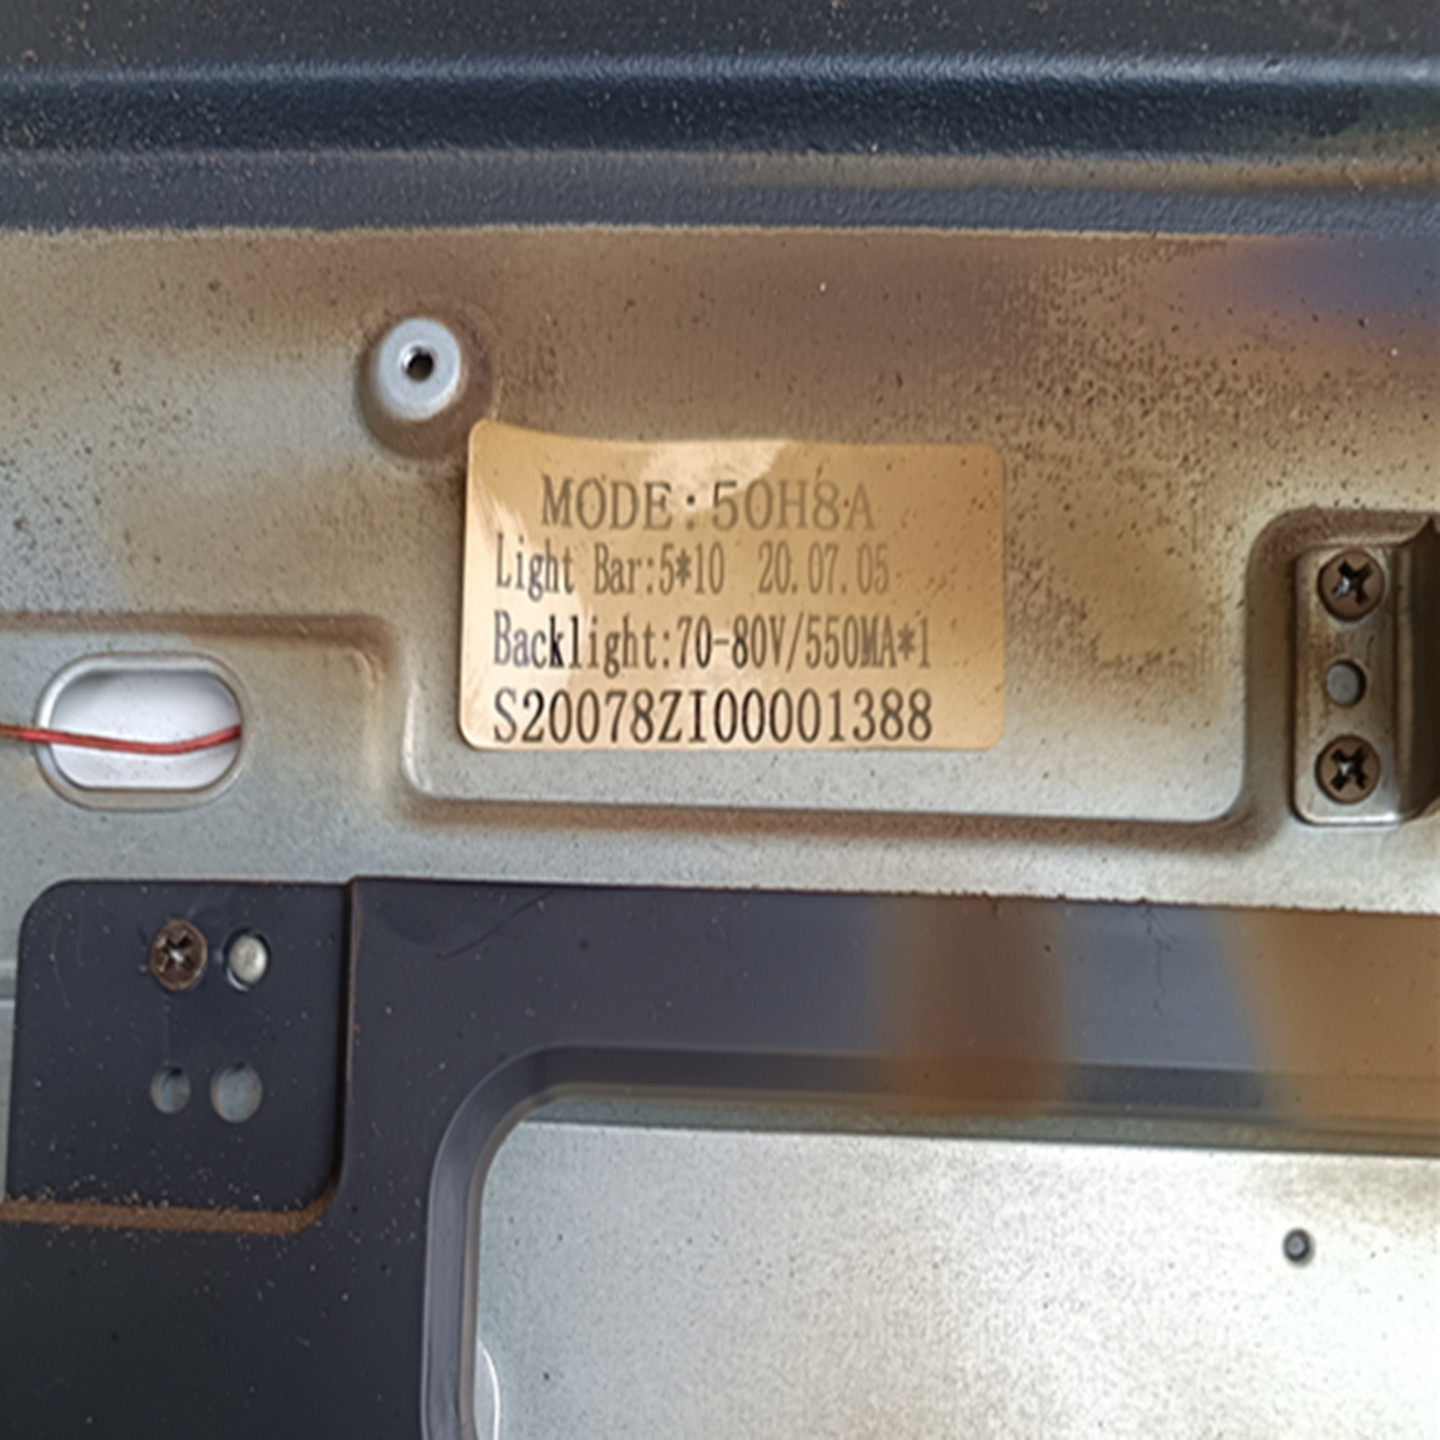 MODE:50H8A
Light Bar:5*10 20.07.05
Backlight:70-80V/550MA*1
S20078ZI00001388